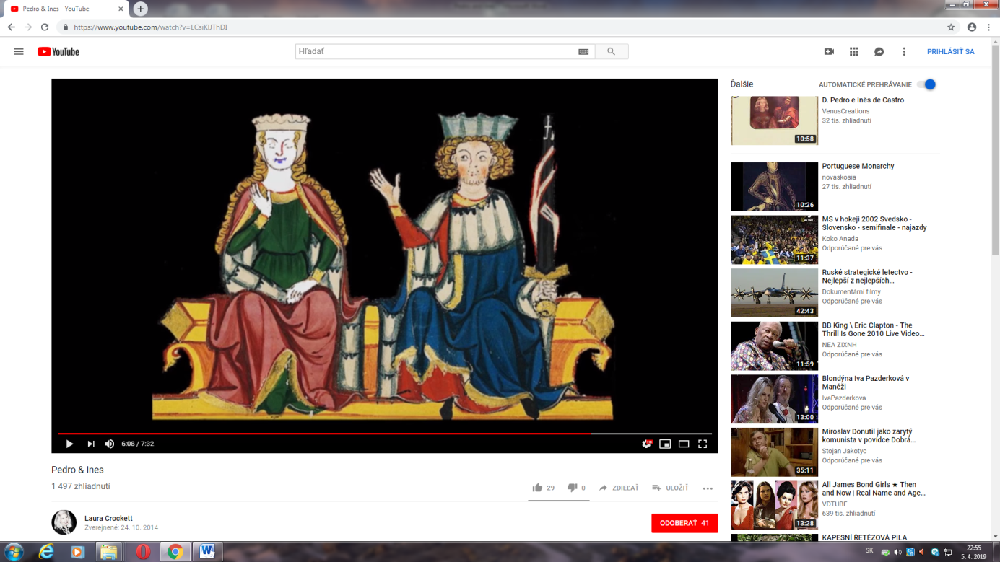 Pedro & Ines - YouTube
https://www.youtube.com/watch?v=LCsiKlJThDI
YouTube
Hľadať
PRIHLÁSIŤ SA
6:08 / 7:32
HD
Pedro & Ines
1 497 zhliadnutí
29
0
ZDIEĽAŤ
ULOŽIŤ
Laura Crockett
Zverejnené: 24. 10. 2014
ODOBERAŤ 41
Ďalšie
AUTOMATICKÉ PREHRÁVANIE
10:58
D. Pedro e Inês de Castro
VenusCreations
32 tis. zhliadnutí
10:26
Portuguese Monarchy
novaskosia
27 tis. zhliadnutí
11:37
MS v hokeji 2002 Svedsko -
Slovensko - semifinale - najazdy
Koko Anada
Odporúčané pre vás
42:43
Ruské strategické letectvo -
Nejlepší z nejlepších...
Dokumentární filmy
Odporúčané pre vás
11:59
BB King \ Eric Clapton - The
Thrill Is Gone 2010 Live Video...
NEA ZIXNH
Odporúčané pre vás
13:00
Blondýna Iva Pazderková v
Manéži
IvaPazderkova
Odporúčané pre vás
35:11
Miroslav Donutil jako zarytý
komunista v povídce Dobrá...
Stojan Jakotyc
Odporúčané pre vás
13:28
All James Bond Girls ★ Then
and Now | Real Name and Age...
VDTUBE
639 tis. zhliadnutí
KAPESNÍ ŘETĚZOVÁ PILA
SK
22:55
5. 4. 2019